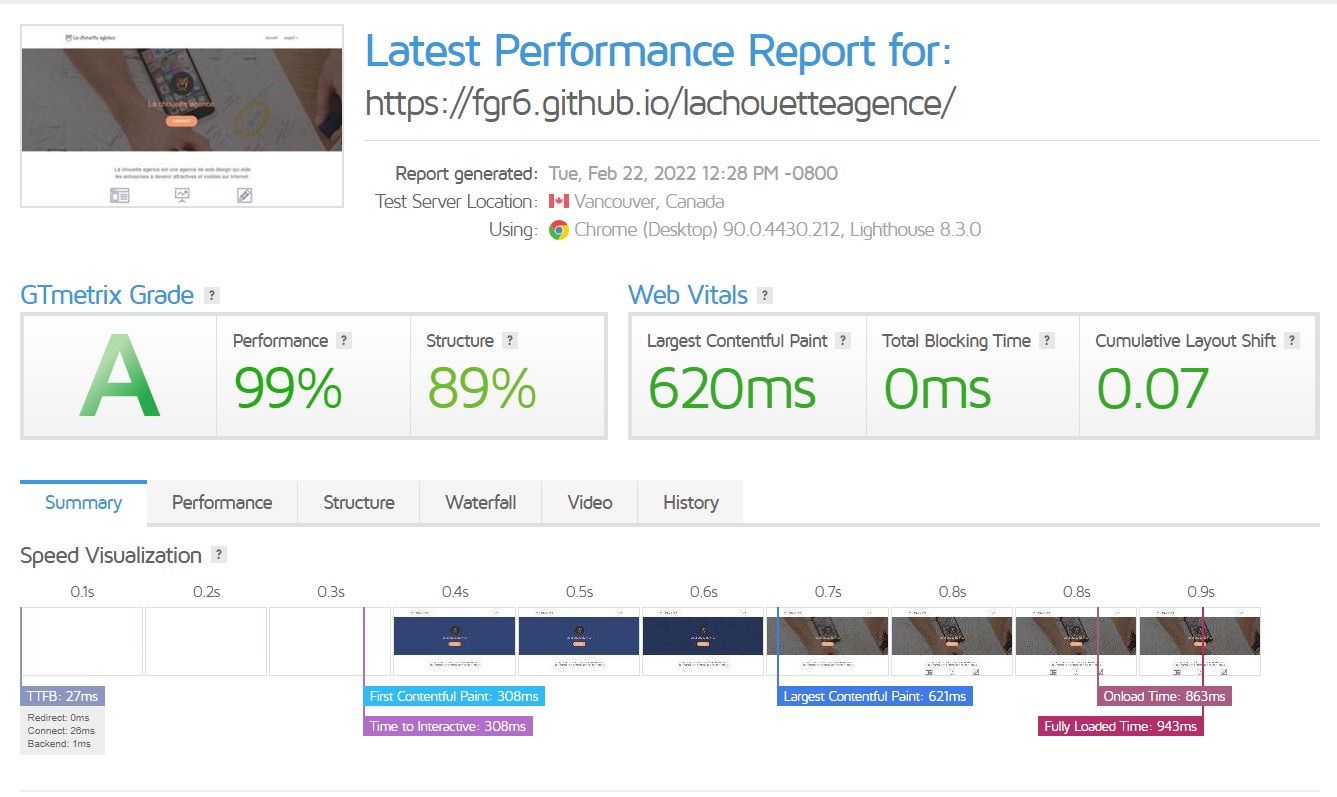 La chouette agence
Latest Performance Report for:
https://fgr6.github.io/lachouetteagence/
La chouette agence
CONTACT
La chouette agence est une agence de web design qui aide
les entreprises à devenir attractives et visibles sur Internet.
Report generated: Tue, Feb 22, 2022 12:28 PM -0800
Test Server Location: Vancouver, Canada
Using: Chrome (Desktop) 90.0.4430.212, Lighthouse 8.3.0
GTmetrix Grade ?
Web Vitals ?
A
Performance ?
99%
Structure ?
89%
Largest Contentful Paint ?
620ms
Total Blocking Time ?
0ms
Cumulative Layout Shift ?
0.07
Summary Performance Structure Waterfall Video History
Speed Visualization ?
0.1s 0.2s 0.3s 0.4s 0.5s 0.6s 0.7s 0.8s 0.8s 0.9s
TTFB: 27ms
Redirect: 0ms
Connect: 26ms
Backend: 1ms
First Contentful Paint: 308ms
Time to Interactive: 308ms
Largest Contentful Paint: 621ms
Onload Time: 863ms
Fully Loaded Time: 943ms